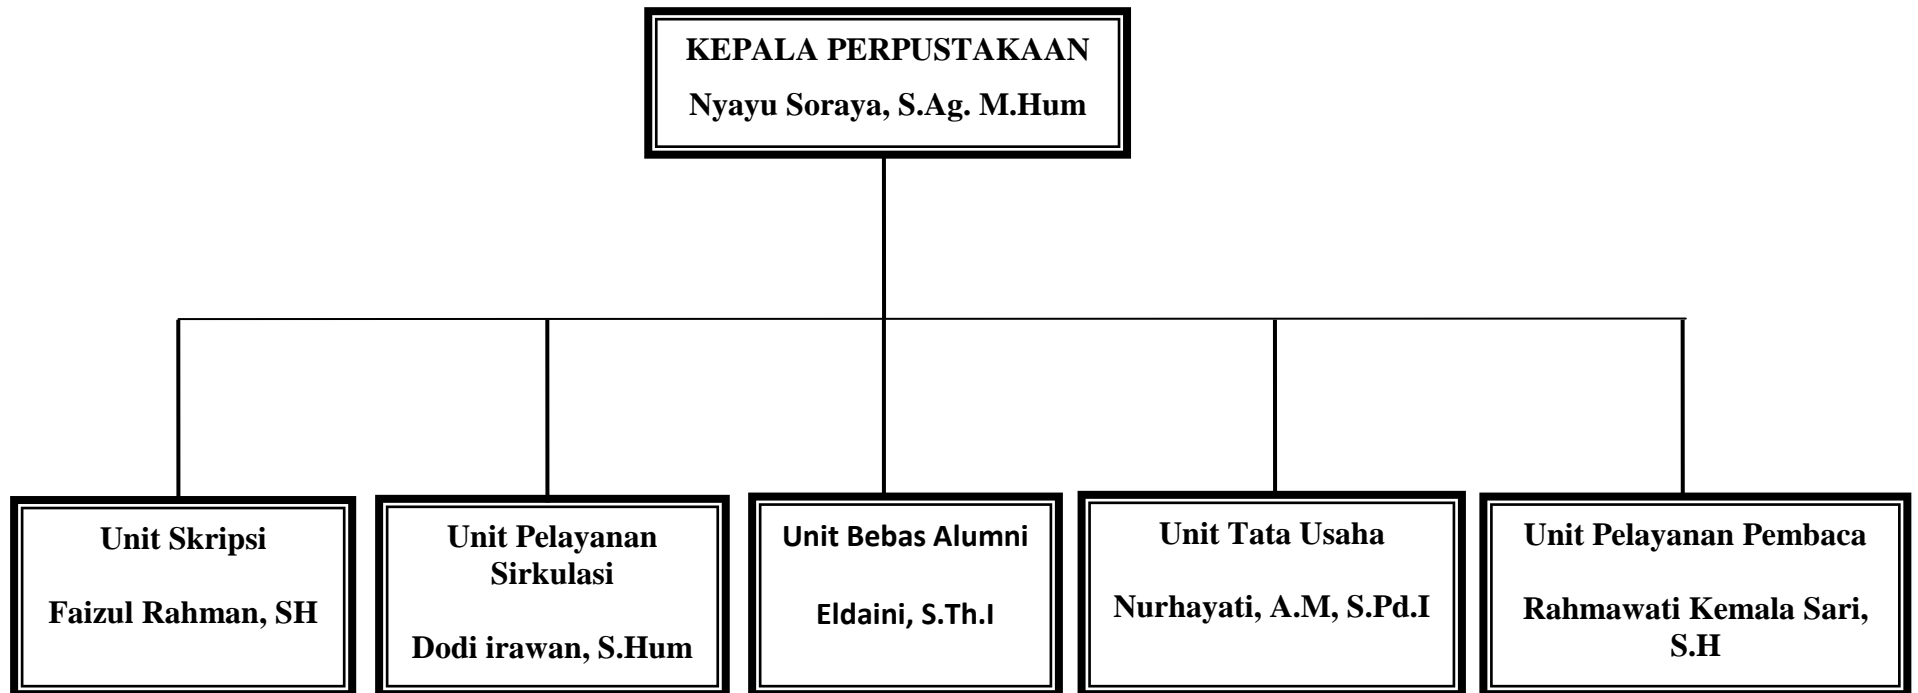 KEPALA PERPUSTAKAAN
Nyayu Soraya, S.Ag. M.Hum
Unit Skripsi
Faizul Rahman, SH
Unit Pelayanan
Sirkulasi
Dodi irawan, S.Hum
Unit Bebas Alumni
Eldaini, S.Th.I
Unit Tata Usaha
Nurhayati, A.M, S.Pd.I
Unit Pelayanan Pembaca
Rahmawati Kemala Sari,
S.H